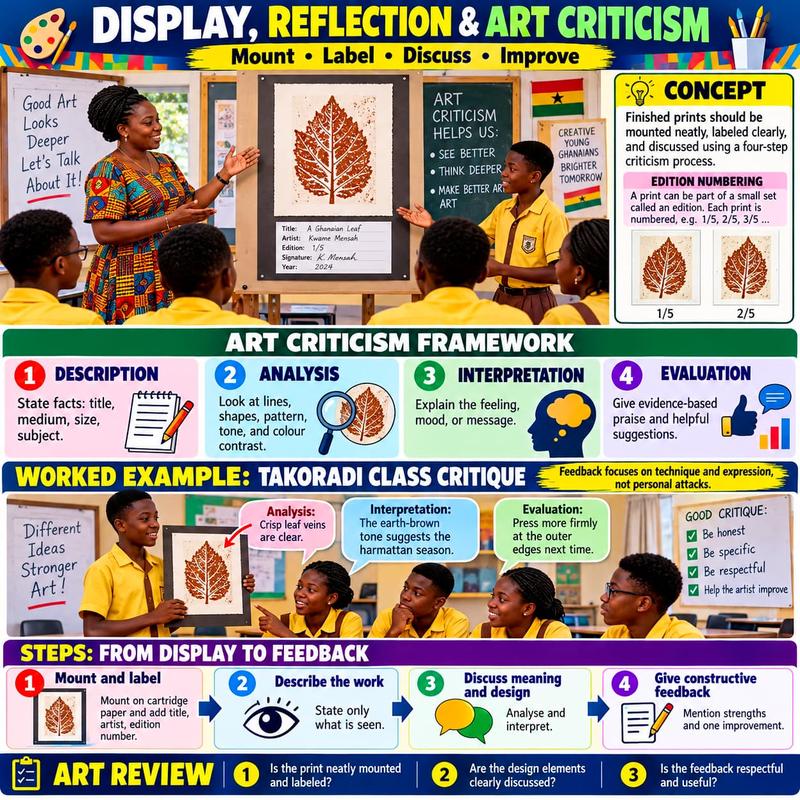 DISPLAY, REFLECTION & ART CRITICISM
Mount • Label • Discuss • Improve
Good Art
Looks
Deeper
Let's Talk
About It!
Title: A Ghanaian Leaf
Artist: Kwame Mensah
Edition: 1/5
Signature: K. Mensah
Year: 2024
ART
CRITICISM
HELPS US:
• SEE BETTER
• THINK DEEPER
• MAKE BETTER ART
ART
CREATIVE
YOUNG
GHANAIANS
BRIGHTER
TOMORROW
CONCEPT
Finished prints should be
mounted neatly, labeled clearly,
and discussed using a four-step
criticism process.
EDITION NUMBERING
A print can be part of a small set
called an edition. Each print is
numbered, e.g. 1/5, 2/5, 3/5 ...
1/5
2/5
ART CRITICISM FRAMEWORK
1 DESCRIPTION
State facts: title,
medium, size,
subject.
2 ANALYSIS
Look at lines,
shapes, pattern,
tone, and colour
contrast.
3 INTERPRETATION
Explain the feeling,
mood, or message.
4 EVALUATION
Give evidence-based
praise and helpful
suggestions.
WORKED EXAMPLE: TAKORADI CLASS CRITIQUE
Feedback focuses on technique and expression,
not personal attacks.
Different
Ideas
Stronger
Art!
Analysis:
Crisp leaf veins
are clear.
Interpretation:
The earth-brown
tone suggests the
harmattan season.
Evaluation:
Press more firmly
at the outer
edges next time.
GOOD CRITIQUE:
Be honest
Be specific
Be respectful
Help the artist improve
STEPS: FROM DISPLAY TO FEEDBACK
1 Mount and label
Mount on cartridge
paper and add title,
artist, edition
number.
2 Describe the work
State only
what is seen.
3 Discuss meaning
and design
Analyse and
interpret.
4 Give constructive
feedback
Mention strengths
and one improvement.
ART REVIEW
1 Is the print neatly mounted
and labeled?
2 Are the design elements
clearly discussed?
3 Is the feedback respectful
and useful?